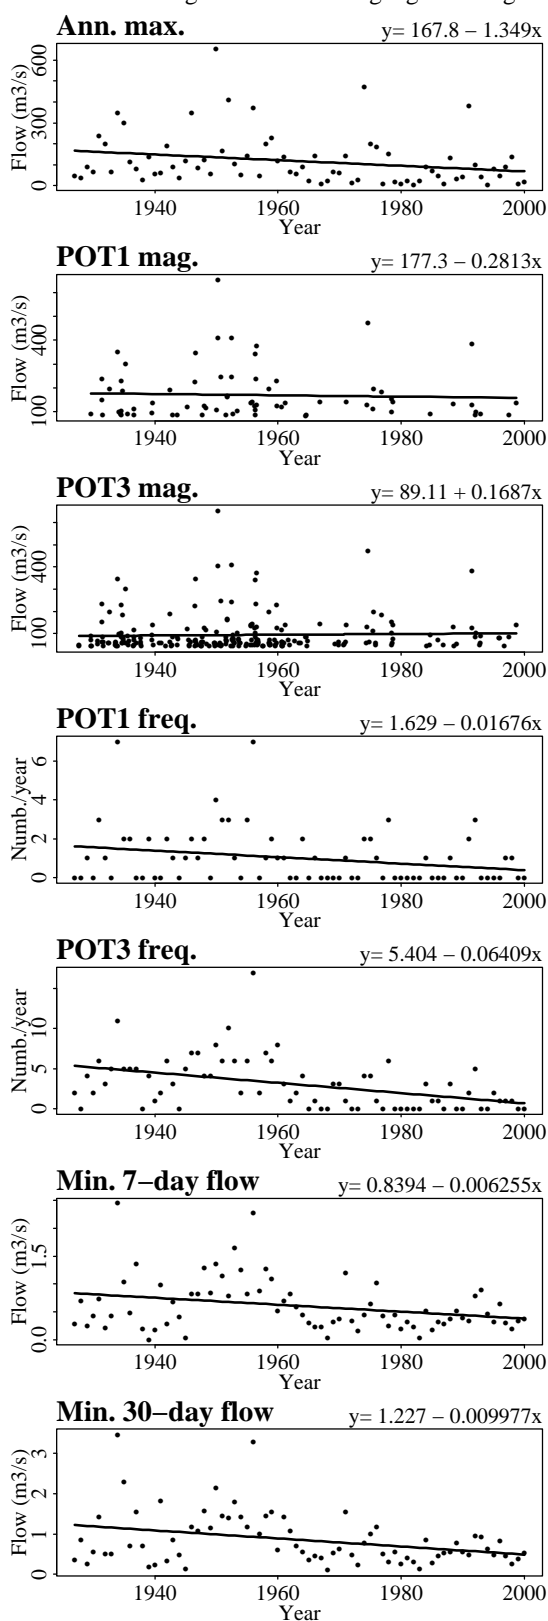 Ann. max. y= 167.8 − 1.349x
Flow (m3/s)
600
300
0
1940 1960 1980 2000
Year
POT1 mag. y= 177.3 − 0.2813x
Flow (m3/s)
400
100
1940 1960 1980 2000
Year
POT3 mag. y= 89.11 + 0.1687x
Flow (m3/s)
400
100
1940 1960 1980 2000
Year
POT1 freq. y= 1.629 − 0.01676x
Numb./year
6
4
2
0
1940 1960 1980 2000
Year
POT3 freq. y= 5.404 − 0.06409x
Numb./year
10
5
0
1940 1960 1980 2000
Year
Min. 7−day flow y= 0.8394 − 0.006255x
Flow (m3/s)
1.5
0.0
1940 1960 1980 2000
Year
Min. 30−day flow y= 1.227 − 0.009977x
Flow (m3/s)
3
2
1
0
1940 1960 1980 2000
Year